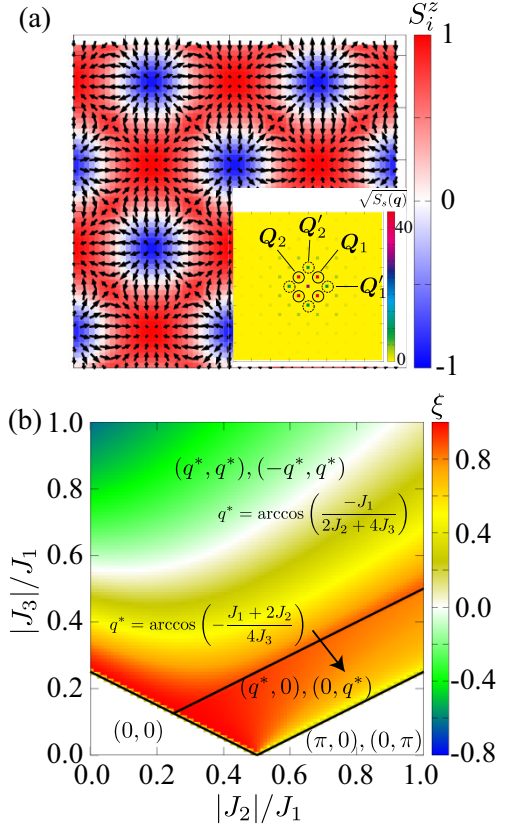 (a)
S_i^z
1
0
-1
√S_s(q)
40
0
Q_2
Q'_2
Q_1
Q'_1
(b)
ξ
1.0
0.8
0.6
0.4
0.2
0.0
|J_3|/J_1
(q*, q*), (-q*, q*)
q* = arccos(-J_1 / (2J_2 + 4J_3))
q* = arccos(-(J_1 + 2J_2) / 4J_3)
(q*, 0), (0, q*)
(0, 0)
(π, 0), (0, π)
0.8
0.4
0.0
-0.4
-0.8
0.0 0.2 0.4 0.6 0.8 1.0
|J_2|/J_1